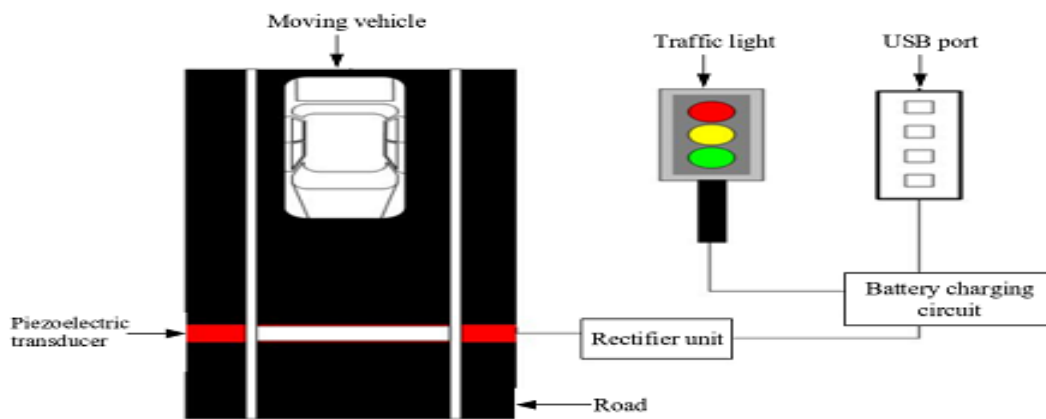 Moving vehicle
Traffic light
USB port
Battery charging
circuit
Piezoelectric
transducer
Rectifier unit
Road